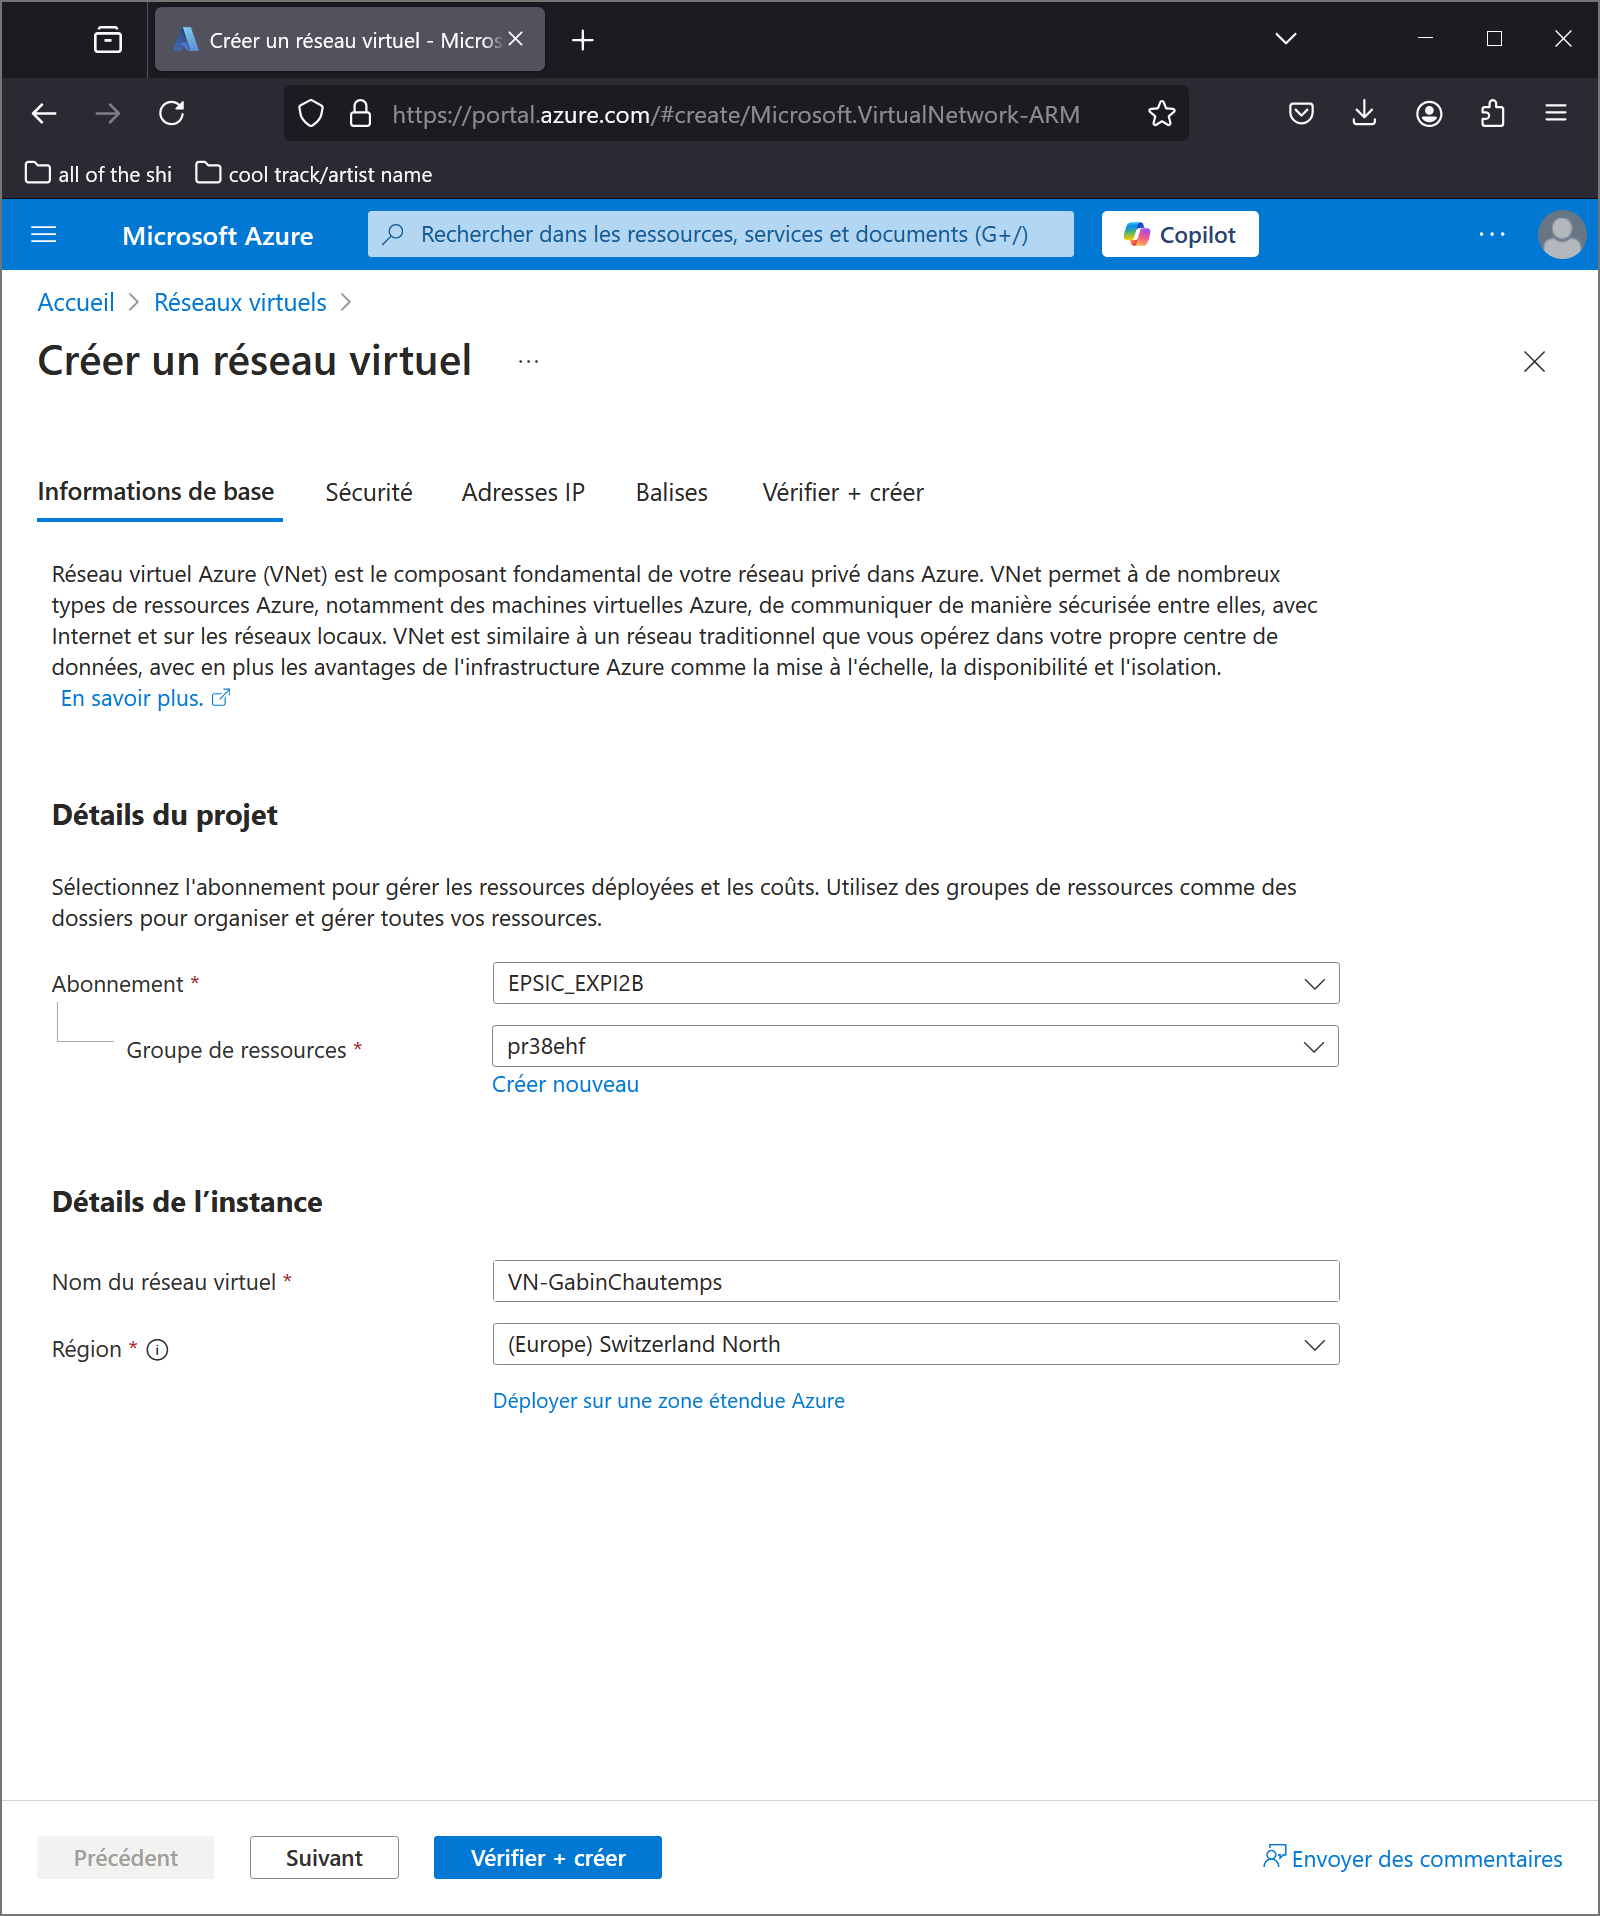 Créer un réseau virtuel - Micros
https://portal.azure.com/#create/Microsoft.VirtualNetwork-ARM
all of the shi
cool track/artist name
Microsoft Azure
Rechercher dans les ressources, services et documents (G+/)
Copilot
Accueil > Réseaux virtuels >
Créer un réseau virtuel ...
Informations de base
Sécurité
Adresses IP
Balises
Vérifier + créer
Réseau virtuel Azure (VNet) est le composant fondamental de votre réseau privé dans Azure. VNet permet à de nombreux
types de ressources Azure, notamment des machines virtuelles Azure, de communiquer de manière sécurisée entre elles, avec
Internet et sur les réseaux locaux. VNet est similaire à un réseau traditionnel que vous opérez dans votre propre centre de
données, avec en plus les avantages de l'infrastructure Azure comme la mise à l'échelle, la disponibilité et l'isolation.
En savoir plus.
Détails du projet
Sélectionnez l'abonnement pour gérer les ressources déployées et les coûts. Utilisez des groupes de ressources comme des
dossiers pour organiser et gérer toutes vos ressources.
Abonnement *
EPSIC_EXPI2B
Groupe de ressources *
pr38ehf
Créer nouveau
Détails de l’instance
Nom du réseau virtuel *
VN-GabinChautemps
Région *
(Europe) Switzerland North
Déployer sur une zone étendue Azure
Précédent
Suivant
Vérifier + créer
Envoyer des commentaires